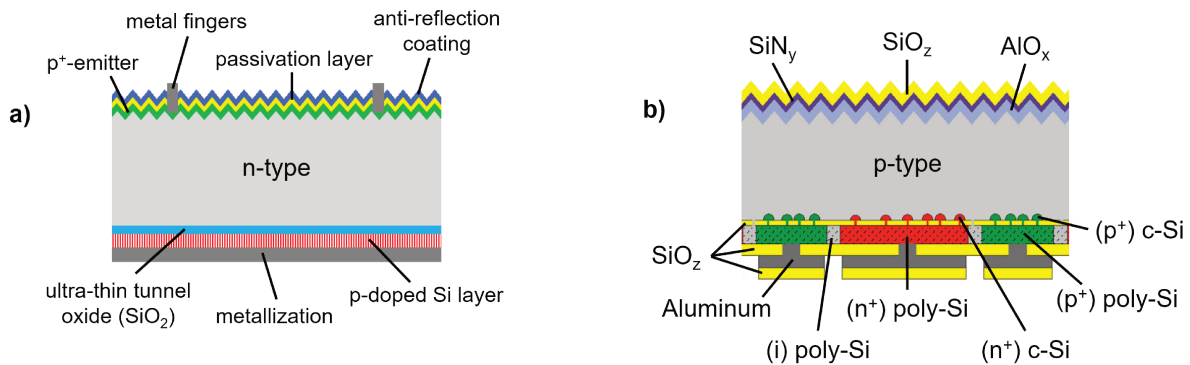 a)
metal fingers
anti-reflection
coating
p⁺-emitter
passivation layer
n-type
ultra-thin tunnel
oxide (SiO₂)
metallization
p-doped Si layer
b)
SiNᵧ
SiO_z
AlOₓ
p-type
SiO_z
(p⁺) c-Si
Aluminum
(n⁺) poly-Si
(p⁺) poly-Si
(i) poly-Si
(n⁺) c-Si